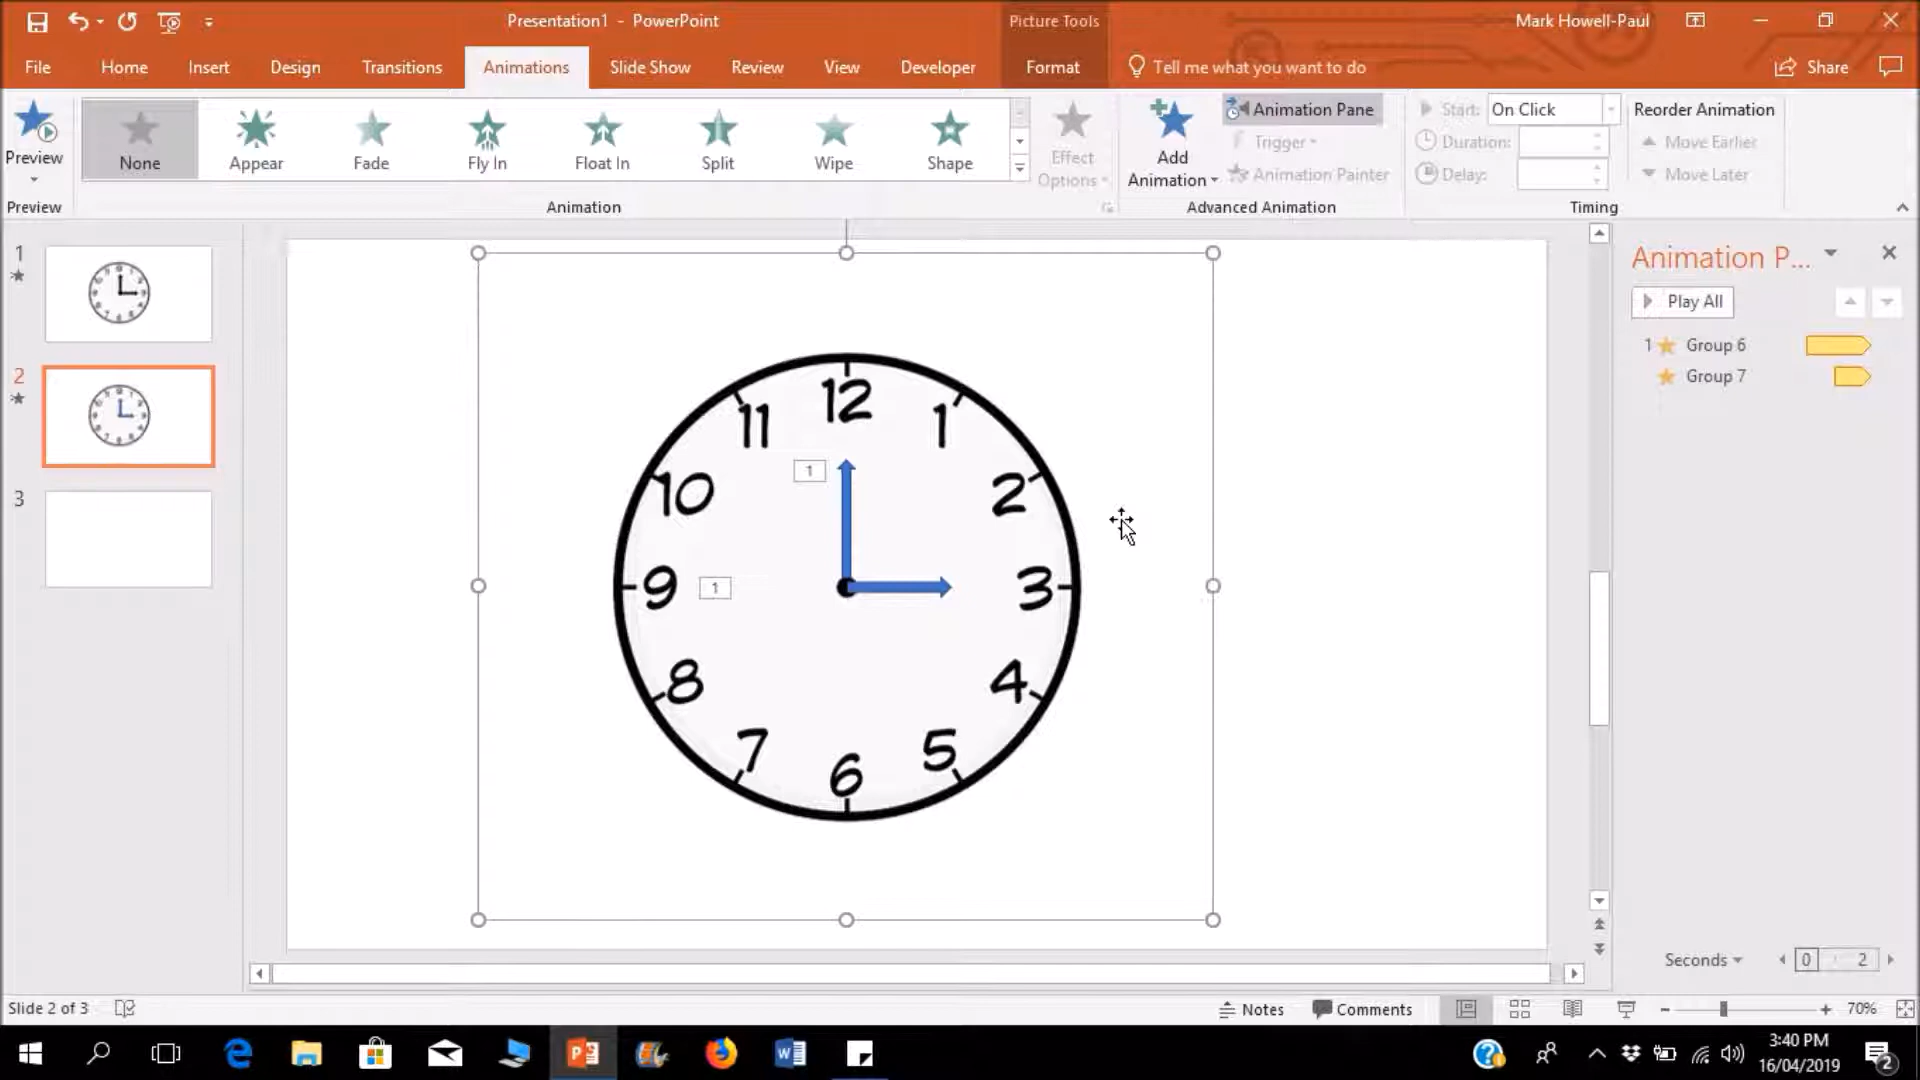 Presentation1 - PowerPoint
Picture Tools
Mark Howell-Paul
File
Home
Insert
Design
Transitions
Animations
Slide Show
Review
View
Developer
Format
Tell me what you want to do
Share
Preview
None
Appear
Fade
Fly In
Float In
Split
Wipe
Shape
Effect
Options
Add
Animation
Animation Pane
Trigger
Animation Painter
Start: On Click
Duration:
Delay:
Reorder Animation
Move Earlier
Move Later
Preview
Animation
Advanced Animation
Timing
1
2
3
12
11
1
10
2
9
3
8
4
7
5
6
1
1
Animation P...
Play All
1 Group 6
Group 7
Seconds
0
2
Slide 2 of 3
Notes
Comments
70%
3:40 PM
16/04/2019
2